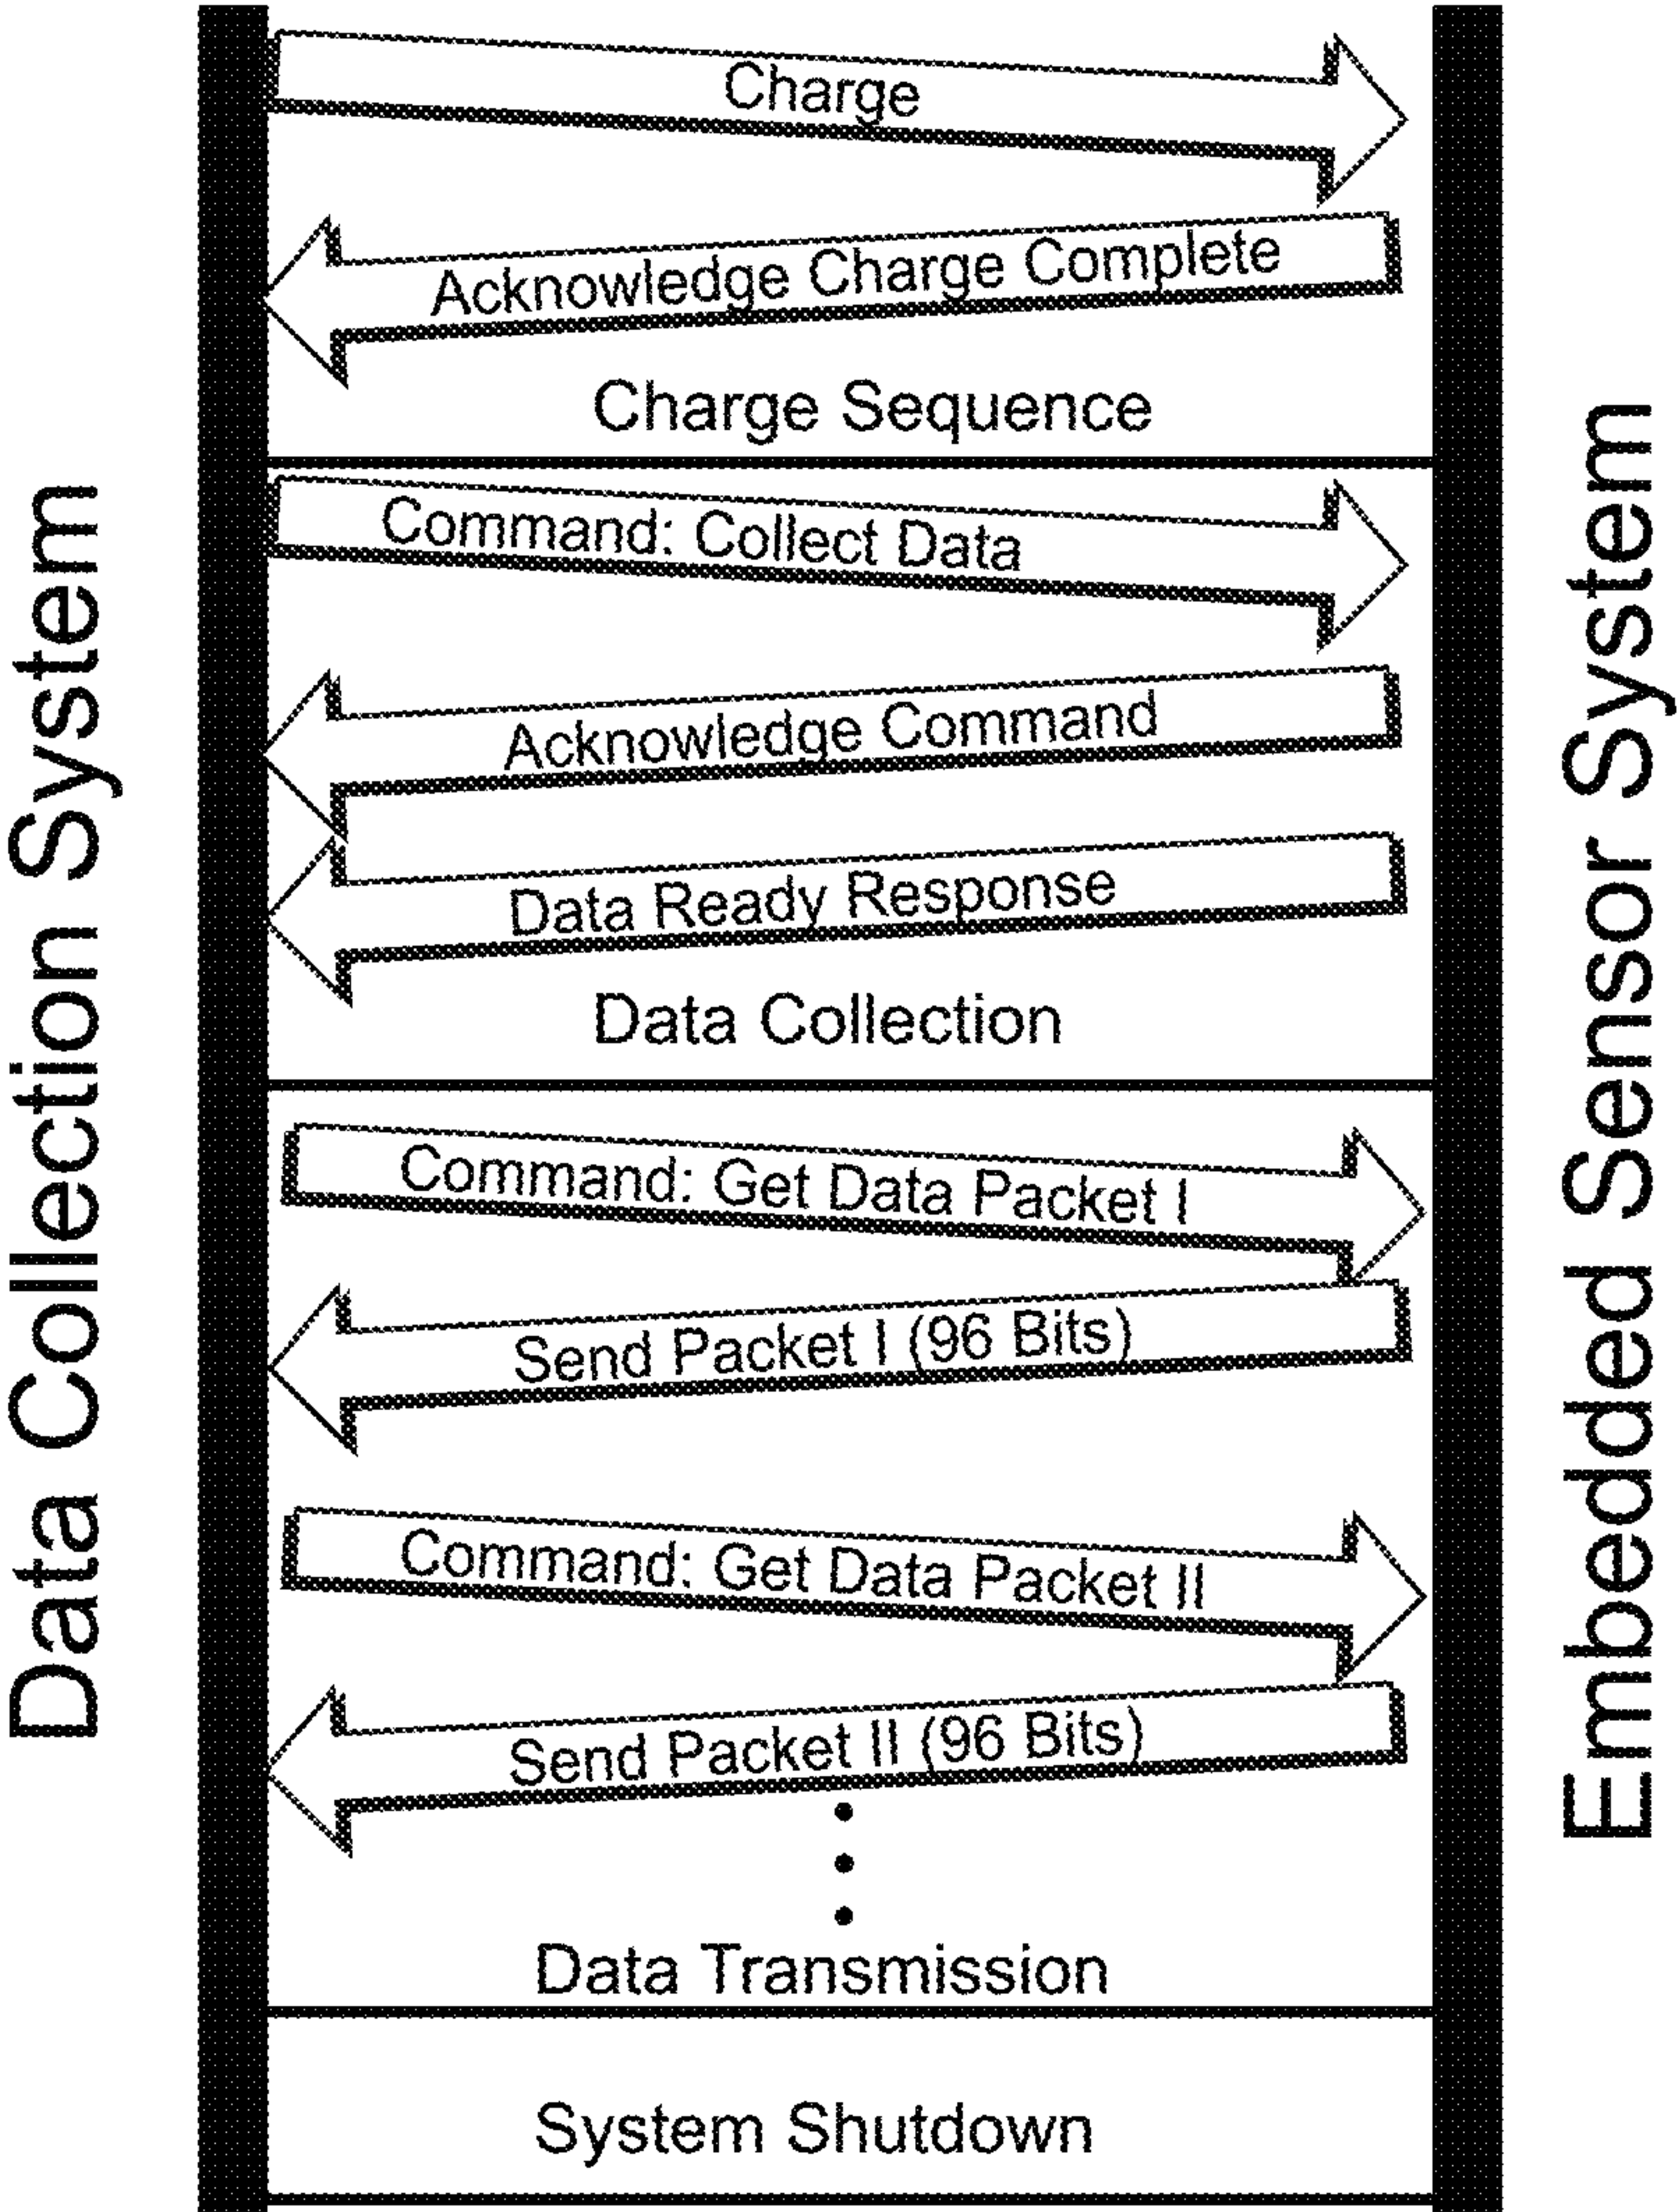 Data Collection System
Charge
Acknowledge Charge Complete
Charge Sequence
Command: Collect Data
Acknowledge Command
Data Ready Response
Data Collection
Command: Get Data Packet I
Send Packet I (96 Bits)
Command: Get Data Packet II
Send Packet II (96 Bits)
Data Transmission
System Shutdown
Embedded Sensor System